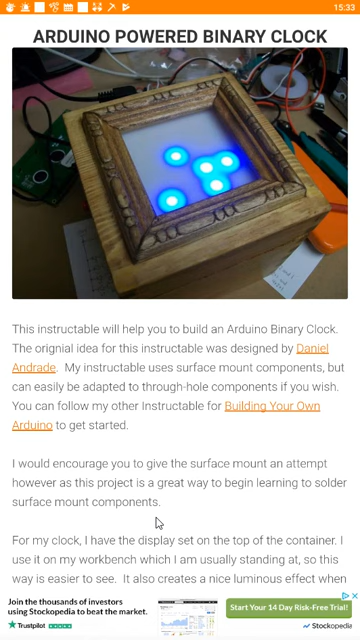 15:33
ARDUINO POWERED BINARY CLOCK
This instructable will help you to build an Arduino Binary Clock.
The orignial idea for this instructable was designed by Daniel
Andrade. My instructable uses surface mount components, but
can easily be adapted to through-hole components if you wish.
You can follow my other Instructable for Building Your Own
Arduino to get started.
I would encourage you to give the surface mount an attempt
however as this project is a great way to begin learning to solder
surface mount components.
For my clock, I have the display set on the top of the container. I
use it on my workbench which I am usually standing at, so this
way is easier to see. It also creates a nice luminous effect when
Join the thousands of investors
using Stockopedia to beat the market.
Trustpilot
Start Your 14 Day Risk-Free Trial!
Stockopedia